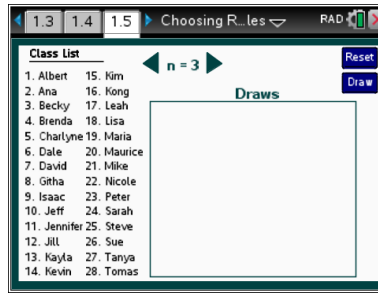 1.3 1.4 1.5 Choosing R...les RAD
Class List
n = 3
Reset
Draw
Draws
1. Albert 15. Kim
2. Ana 16. Kong
3. Becky 17. Leah
4. Brenda 18. Lisa
5. Charlyne 19. Maria
6. Dale 20. Maurice
7. David 21. Mike
8. Githa 22. Nicole
9. Isaac 23. Peter
10. Jeff 24. Sarah
11. Jennifer 25. Steve
12. Jill 26. Sue
13. Kayla 27. Tanya
14. Kevin 28. Tomas